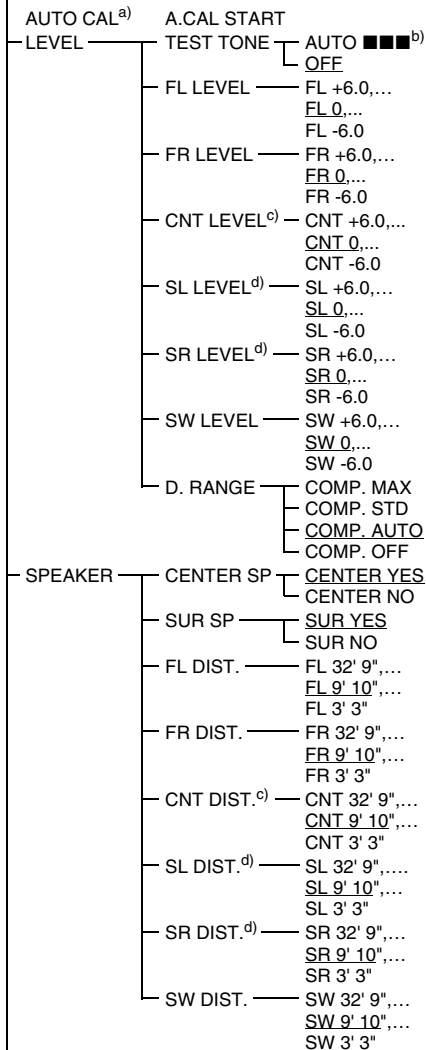 AUTO CALa) A.CAL START
LEVEL TEST TONE AUTO ■■■b)
OFF
FL LEVEL FL +6.0,…
FL 0,...
FL -6.0
FR LEVEL FR +6.0,…
FR 0,...
FR -6.0
CNT LEVELc) CNT +6.0,...
CNT 0,...
CNT -6.0
SL LEVELd) SL +6.0,…
SL 0,...
SL -6.0
SR LEVELd) SR +6.0,…
SR 0,...
SR -6.0
SW LEVEL SW +6.0,…
SW 0,...
SW -6.0
D. RANGE COMP. MAX
COMP. STD
COMP. AUTO
COMP. OFF
SPEAKER CENTER SP CENTER YES
CENTER NO
SUR SP SUR YES
SUR NO
FL DIST. FL 32' 9",…
FL 9' 10",…
FL 3' 3"
FR DIST. FR 32' 9",…
FR 9' 10",…
FR 3' 3"
CNT DIST.c) CNT 32' 9",…
CNT 9' 10",…
CNT 3' 3"
SL DIST.d) SL 32' 9",….
SL 9' 10",…
SL 3' 3"
SR DIST.d) SR 32' 9",…
SR 9' 10",…
SR 3' 3"
SW DIST. SW 32' 9",…
SW 9' 10",…
SW 3' 3"